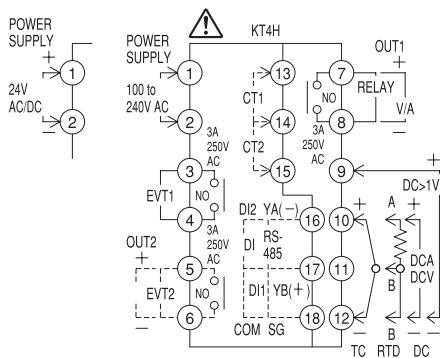 POWER
SUPPLY
+
1
24V
AC/DC
2
−
POWER
SUPPLY
KT4H
1
100 to
240V AC
2
3A
250V
AC
3
EVT1
NO
4
3A
250V
AC
OUT2
+
5
EVT2
NO
6
−
13
CT1
14
CT2
15
DI2 YA(−)
16
DI
RS-
485
17
DI1 YB(+)
18
COM SG
OUT1
7
RELAY
+
NO
V/A
8
−
3A
250V
AC
9
+
DC>1V
10
+
A
+
11
B
DCA
DCV
12
−
B
−
−
TC RTD DC